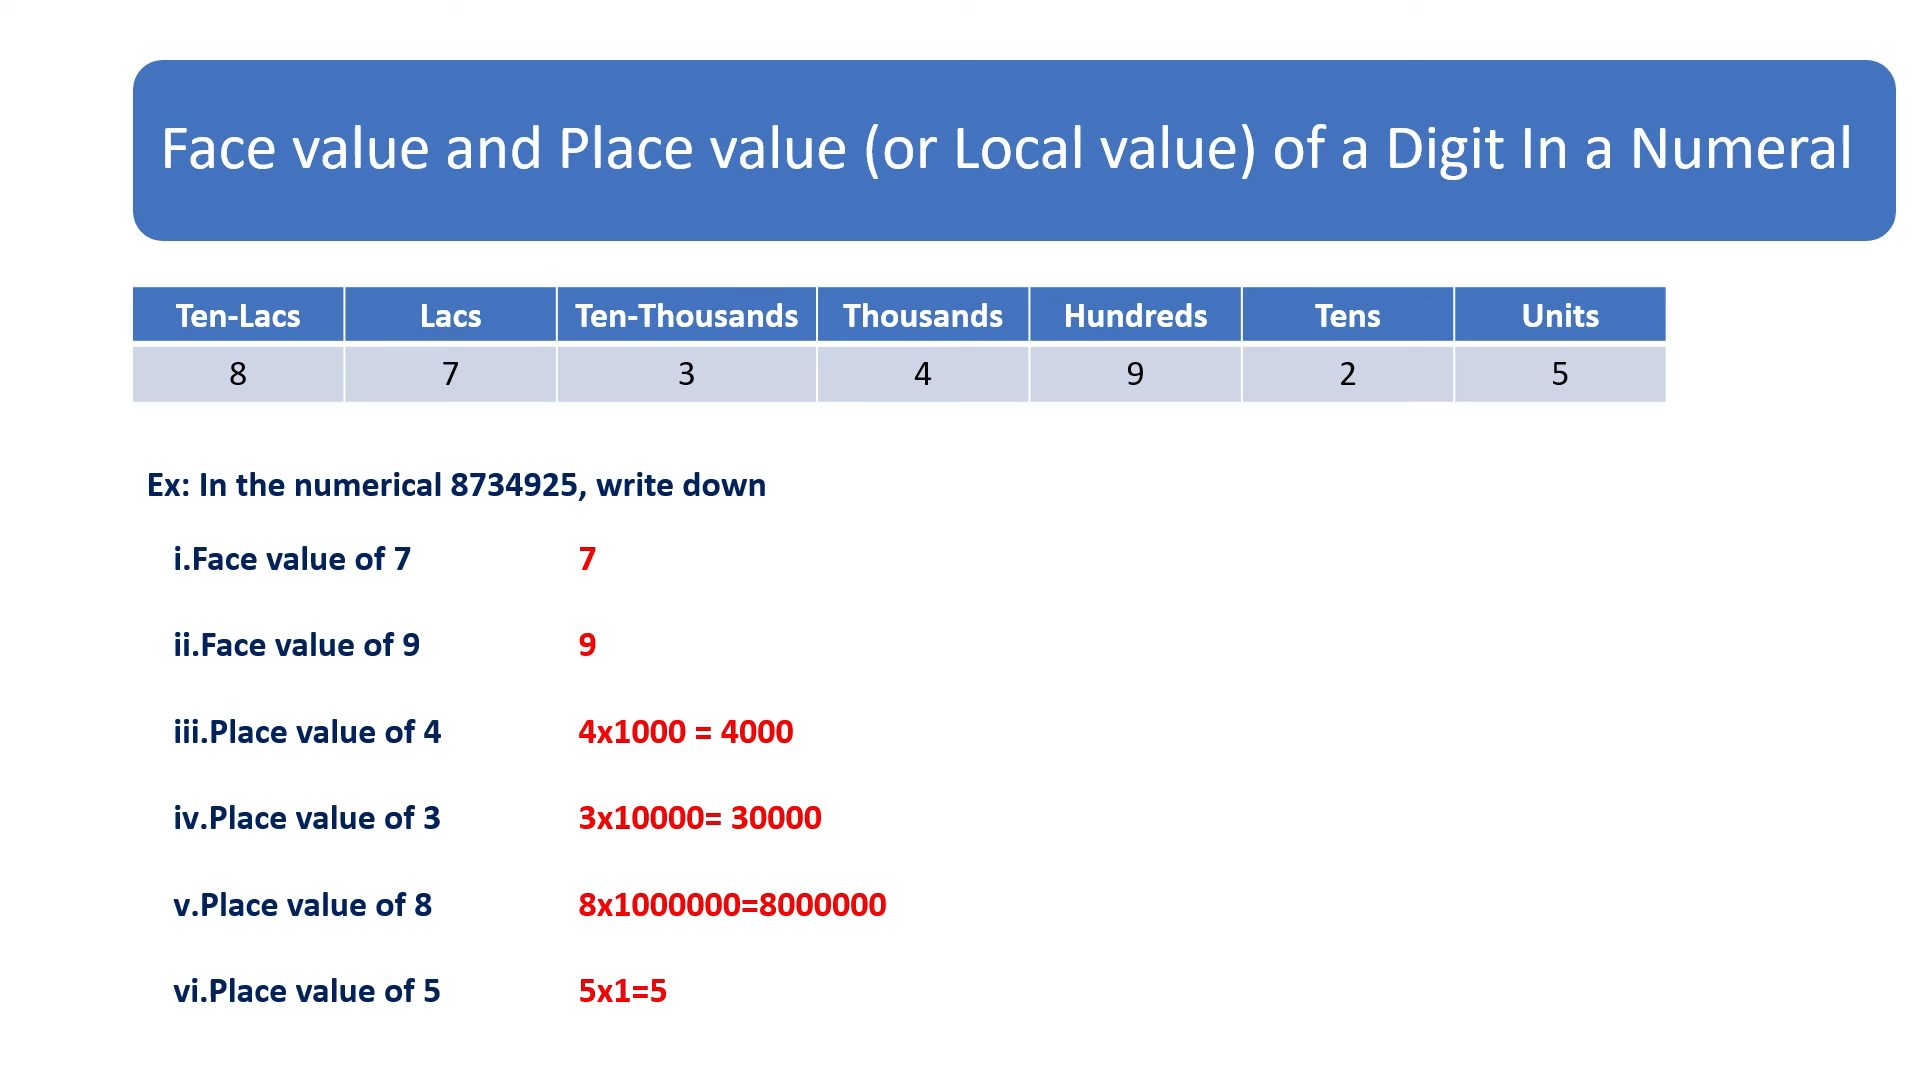 Face value and Place value (or Local value) of a Digit In a Numeral
Ten-Lacs Lacs Ten-Thousands Thousands Hundreds Tens Units
8 7 3 4 9 2 5
Ex: In the numerical 8734925, write down
i.Face value of 7 7
ii.Face value of 9 9
iii.Place value of 4 4x1000 = 4000
iv.Place value of 3 3x10000= 30000
v.Place value of 8 8x1000000=8000000
vi.Place value of 5 5x1=5